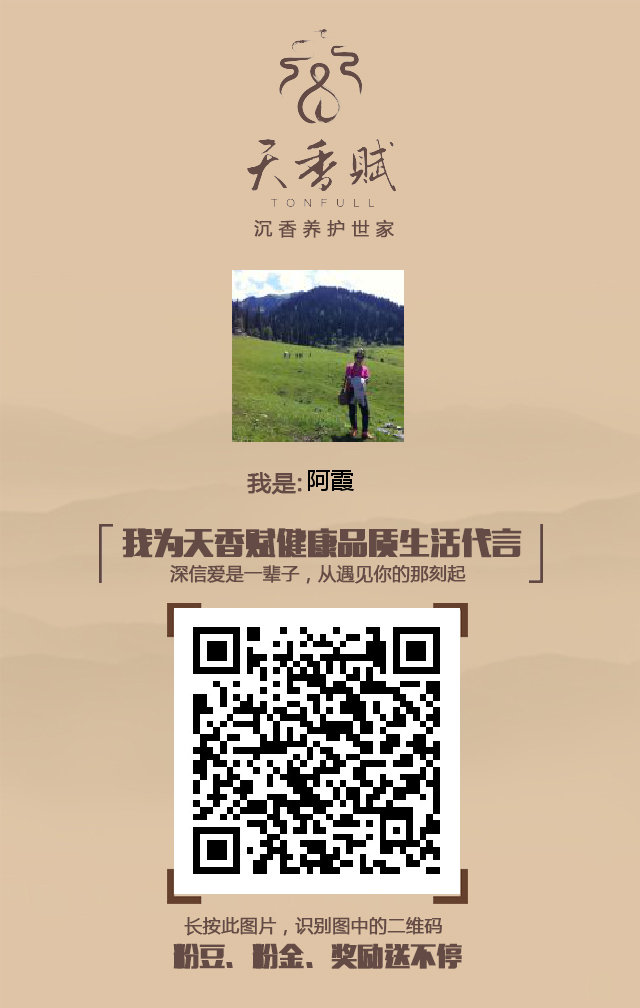 天香赋
TONFULL
沉香养护世家
我是:阿霞
我为天香赋健康品质生活代言
深信爱是一辈子，从遇见你的那刻起
长按此图片，识别图中的二维码
粉豆、粉金、奖励送不停